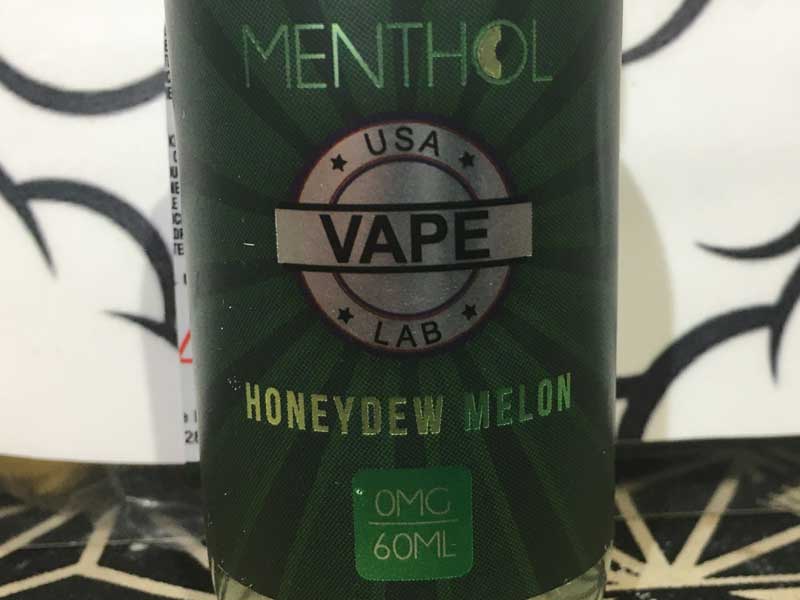 MENTHOL
USA
VAPE
LAB
HONEYDEW MELON
0MG
60ML